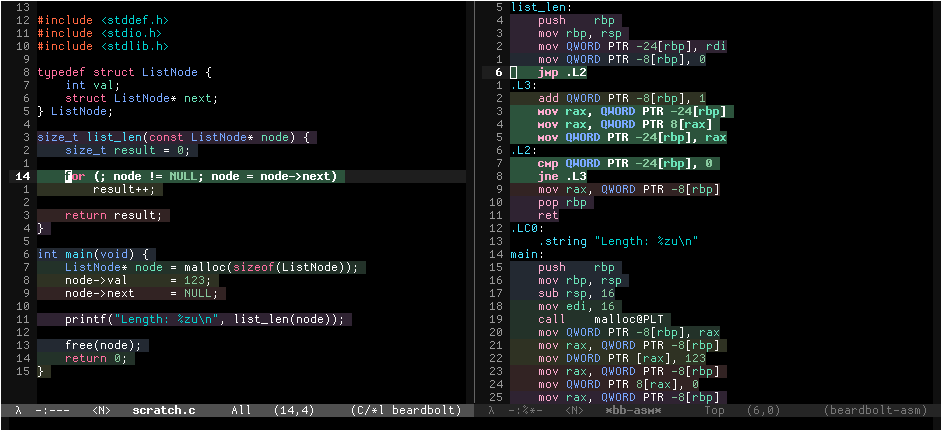 13
12 #include <stddef.h>
11 #include <stdio.h>
10 #include <stdlib.h>
9
8 typedef struct ListNode {
7     int val;
6     struct ListNode* next;
5 } ListNode;
4
3 size_t list_len(const ListNode* node) {
2     size_t result = 0;
1
14     for (; node != NULL; node = node->next)
1         result++;
2
3     return result;
4 }
5
6 int main(void) {
7     ListNode* node = malloc(sizeof(ListNode));
8     node->val      = 123;
9     node->next     = NULL;
10
11     printf("Length: %zu\n", list_len(node));
12
13     free(node);
14     return 0;
15 }
λ -:--- <N> scratch.c All (14,4) (C/*l beardbolt)
5 list_len:
4     push    rbp
3     mov rbp, rsp
2     mov QWORD PTR -24[rbp], rdi
1     mov QWORD PTR -8[rbp], 0
6     jmp .L2
1 .L3:
2     add QWORD PTR -8[rbp], 1
3     mov rax, QWORD PTR -24[rbp]
4     mov rax, QWORD PTR 8[rax]
5     mov QWORD PTR -24[rbp], rax
6 .L2:
7     cmp QWORD PTR -24[rbp], 0
8     jne .L3
9     mov rax, QWORD PTR -8[rbp]
10     pop rbp
11     ret
12 .LC0:
13     .string "Length: %zu\n"
14 main:
15     push    rbp
16     mov rbp, rsp
17     sub rsp, 16
18     mov edi, 16
19     call    malloc@PLT
20     mov QWORD PTR -8[rbp], rax
21     mov rax, QWORD PTR -8[rbp]
22     mov DWORD PTR [rax], 123
23     mov rax, QWORD PTR -8[rbp]
24     mov QWORD PTR 8[rax], 0
25     mov rax, QWORD PTR -8[rbp]
λ -:%*- <N> *bb-asm* Top (6,0) (beardbolt-asm)